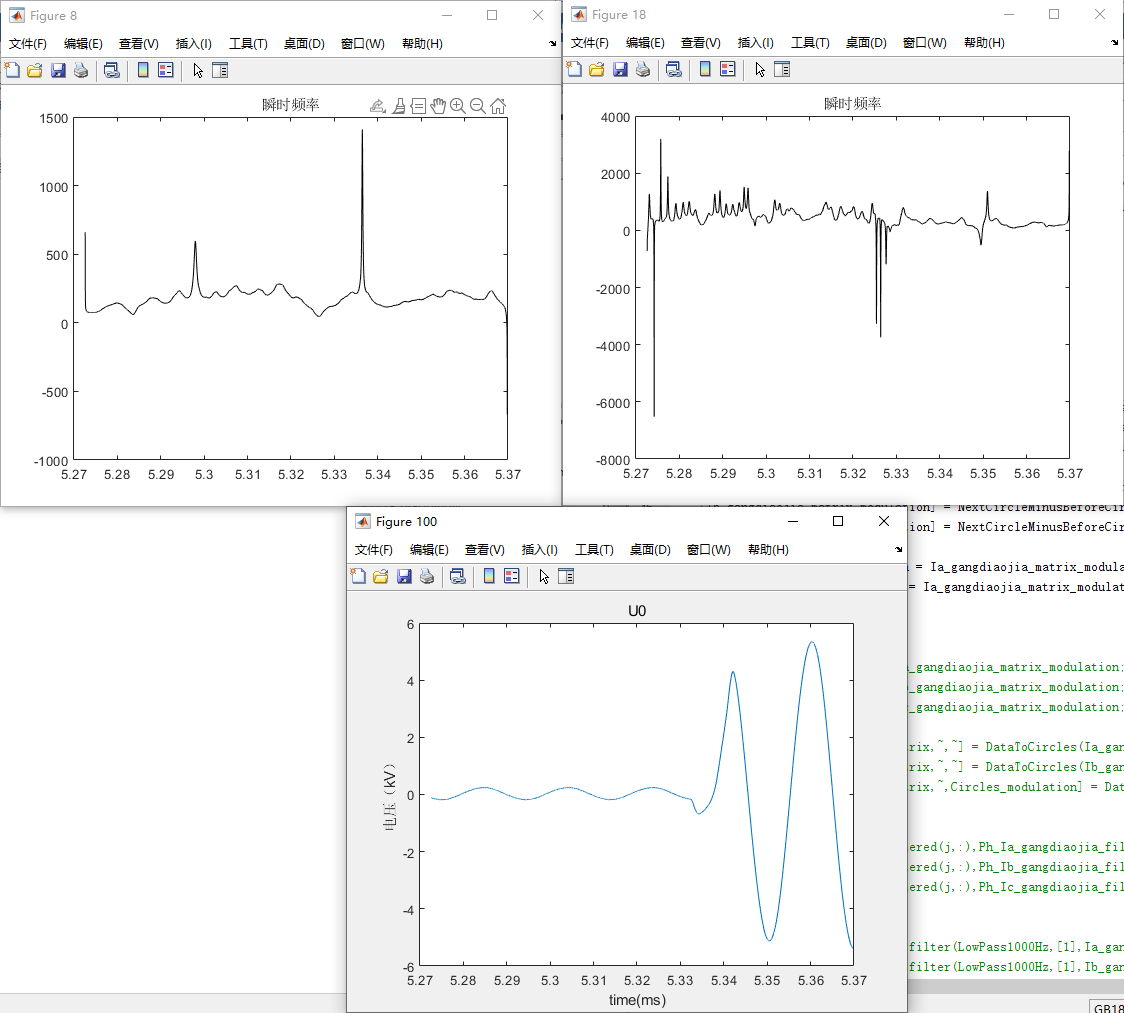 Figure 8
文件(F) 编辑(E) 查看(V) 插入(I) 工具(T) 桌面(D) 窗口(W) 帮助(H)
瞬时频率
1500
1000
500
0
-500
-1000
5.27 5.28 5.29 5.3 5.31 5.32 5.33 5.34 5.35 5.36 5.37
Figure 18
文件(F) 编辑(E) 查看(V) 插入(I) 工具(T) 桌面(D) 窗口(W) 帮助(H)
瞬时频率
4000
2000
0
-2000
-4000
-6000
-8000
5.27 5.28 5.29 5.3 5.31 5.32 5.33 5.34 5.35 5.36 5.37
Figure 100
文件(F) 编辑(E) 查看(V) 插入(I) 工具(T) 桌面(D) 窗口(W) 帮助(H)
U0
6
4
2
0
-2
-4
-6
电压（kV）
5.27 5.28 5.29 5.3 5.31 5.32 5.33 5.34 5.35 5.36 5.37
time(ms)
ion] = NextCircleMinusBeforeCir
ion] = NextCircleMinusBeforeCir
= Ia_gangdiaojia_matrix_modula
= Ia_gangdiaojia_matrix_modulat
_gangdiaojia_matrix_modulation;
_gangdiaojia_matrix_modulation;
_gangdiaojia_matrix_modulation;
rix,~,~] = DataToCircles(Ia_gan
rix,~,~] = DataToCircles(Ib_gan
rix,~,Circles_modulation] = Dat
ered(j,:),Ph_Ia_gangdiaojia_fil
ered(j,:),Ph_Ib_gangdiaojia_fil
ered(j,:),Ph_Ic_gangdiaojia_fil
filter(LowPass1000Hz,[1],Ia_gan
filter(LowPass1000Hz,[1],Ib_gan
GB18